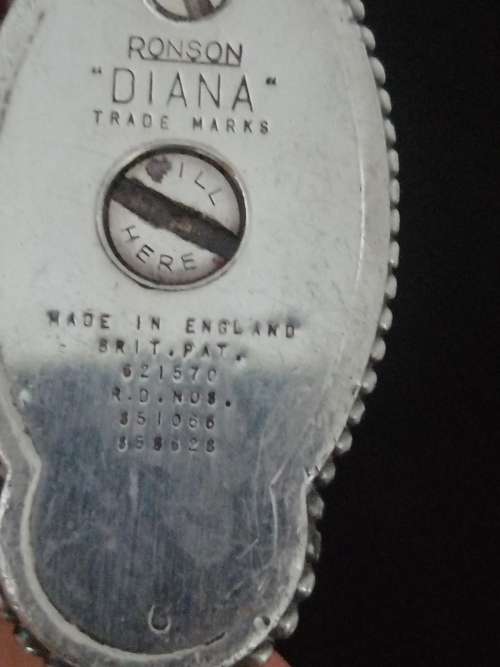 RONSON
"DIANA"
TRADE MARKS
FILL
HERE
MADE IN ENGLAND
BRIT. PAT.
621570
R.D. NOS.
851066
858628